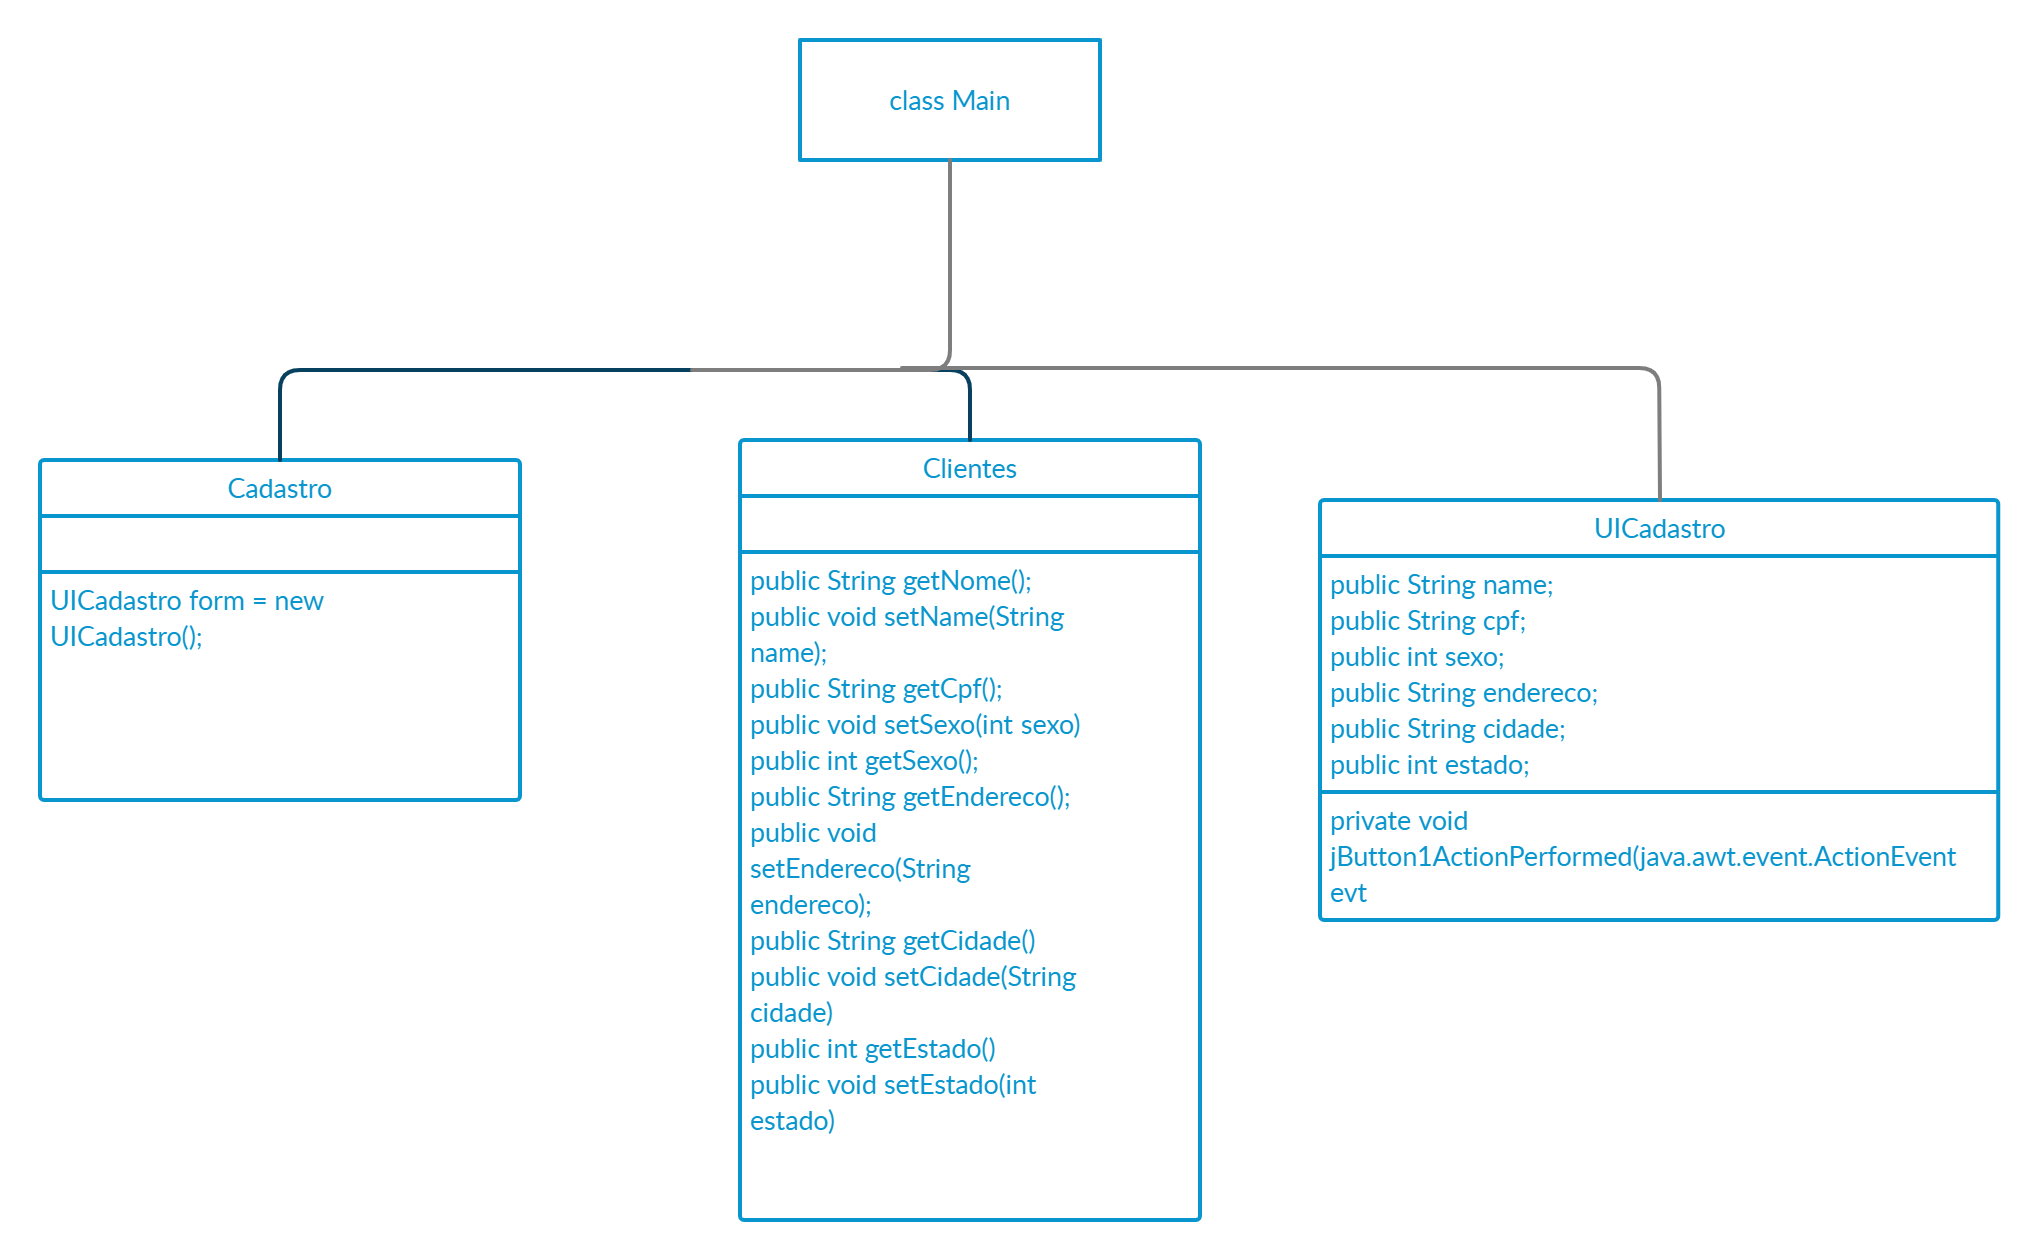 class Main
Cadastro
UICadastro form = new
UICadastro();
Clientes
public String getNome();
public void setName(String
name);
public String getCpf();
public void setSexo(int sexo)
public int getSexo();
public String getEndereco();
public void
setEndereco(String
endereco);
public String getCidade()
public void setCidade(String
cidade)
public int getEstado()
public void setEstado(int
estado)
UICadastro
public String name;
public String cpf;
public int sexo;
public String endereco;
public String cidade;
public int estado;
private void
jButton1ActionPerformed(java.awt.event.ActionEvent
evt